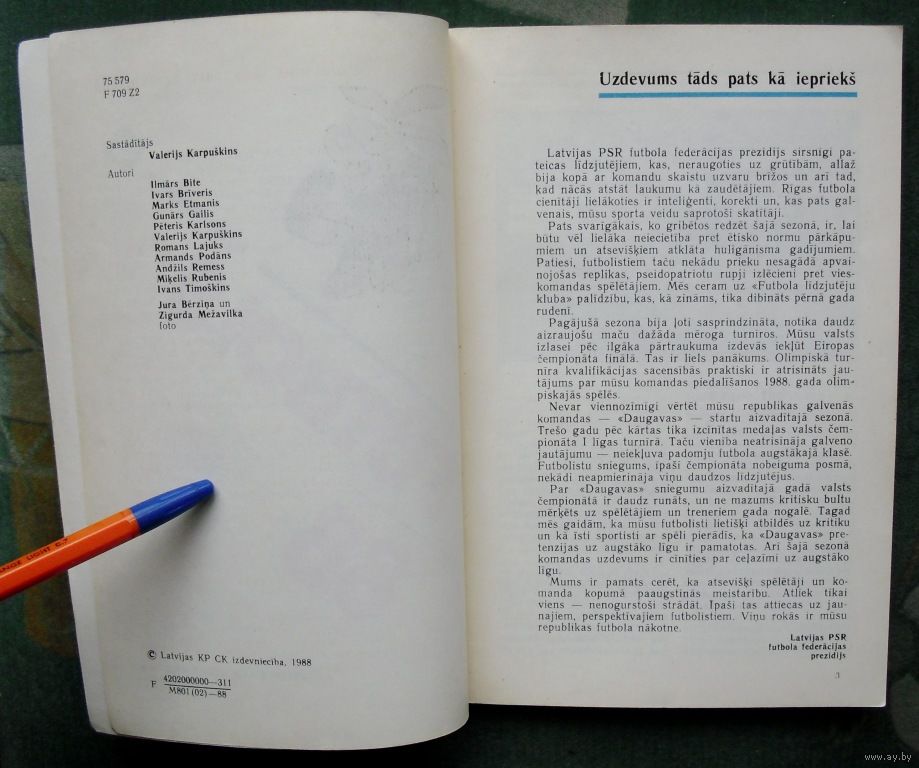 75 579
F 709 Z2
Sastādītājs
Valerijs Karpuškins
Autori
Ilmārs Bite
Ivars Brīveris
Marks Etmanis
Gunārs Gailis
Pēteris Karlsons
Valerijs Karpuškins
Romans Lajuks
Armands Podāns
Andžils Remess
Miķelis Rubenis
Ivans Timoškins
Jura Bērziņa un
Zigurda Mežavilka
foto
© Latvijas KP CK izdevniecība, 1988
F 4202000000—311
M801(02)—88
Uzdevums tāds pats kā iepriekš
Latvijas PSR futbola federācijas prezidijs sirsnīgi pa-
teicas līdzjutējiem, kas, neraugoties uz grūtībām, allaž
bija kopā ar komandu skaistu uzvaru brīžos un arī tad,
kad nācās atstāt laukumu kā zaudētājiem. Rīgas futbola
cienītāji lielākoties ir inteliģenti, korekti un, kas pats gal-
venais, mūsu sporta veidu saprotoši skatītāji.
Pats svarīgākais, ko gribētos redzēt šajā sezonā, ir, lai
būtu vēl lielāka neiecietība pret ētisko normu pārkāpu-
miem un atsevišķiem atklāta huligānisma gadījumiem.
Patiesi, futbolistiem taču nekādu prieku nesagādā apvai-
nojošas replikas, pseidopatriotu rupji izlēcieni pret vies-
komandas spēlētājiem. Mēs ceram uz «Futbola līdzjutēju
kluba» palīdzību, kas, kā zināms, tika dibināts pērnā gada
rudenī.
Pagājušā sezona bija ļoti sasprindzināta, notika daudz
aizraujošu maču dažāda mēroga turnīros. Mūsu valsts
izlasei pēc ilgāka pārtraukuma izdevās iekļūt Eiropas
čempionāta finālā. Tas ir liels panākums. Olimpiskā tur-
nīra kvalifikācijas sacensībās praktiski ir atrisināts jau-
tājums par mūsu komandas piedalīšanos 1988. gada olim-
piskajās spēlēs.
Nevar viennozīmīgi vērtēt mūsu republikas galvenās
komandas — «Daugavas» — startu aizvadītajā sezonā.
Trešo gadu pēc kārtas tika izcīnītas medaļas valsts čem-
pionāta I līgas turnīrā. Taču vienība neatrisināja galveno
jautājumu — neiekļuva padomju futbola augstākajā klasē.
Futbolistu sniegums, īpaši čempionāta nobeiguma posmā,
nekādi neapmierināja viņu daudzos līdzjutējus.
Par «Daugavas» sniegumu aizvadītajā gadā valsts
čempionātā ir daudz runāts, un ne mazums kritisku bultu
mērķēts uz spēlētājiem un treneriem gada nogalē. Tagad
mēs gaidām, ka mūsu futbolisti lietišķi atbildēs uz kritiku
un kā īsti sportisti ar spēli pierādīs, ka «Daugavas» pre-
tenzijas uz augstāko līgu ir pamatotas. Arī šajā sezonā
komandas uzdevums ir cīnīties par ceļazīmi uz augstāko
līgu.
Mums ir pamats cerēt, ka atsevišķi spēlētāji un ko-
manda kopumā paaugstinās meistarību. Atliek tikai
viens — nenogurstoši strādāt. Īpaši tas attiecas uz jau-
najiem, perspektīvajiem futbolistiem. Viņu rokās ir mūsu
republikas futbola nākotne.
Latvijas PSR
futbola federācijas
prezidijs
3
www.ay.by